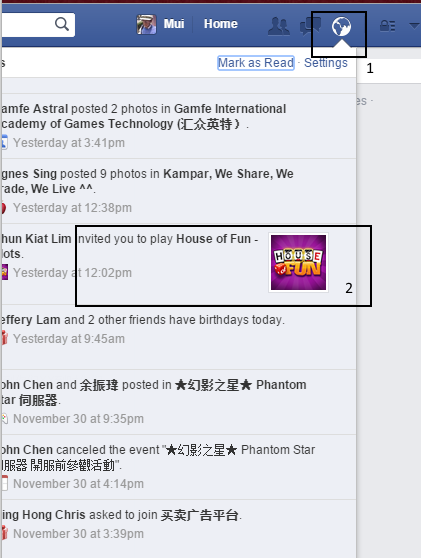 Mui Home
s Mark as Read · Settings
1
es ·
amfe Astral posted 2 photos in Gamfe International
cademy of Games Technology (汇众英特）.
Yesterday at 3:41pm
gnes Sing posted 9 photos in Kampar, We Share, We
rade, We Live ^^.
Yesterday at 12:38pm
hun Kiat Lim invited you to play House of Fun -
lots.
HOUSE
OF
FUN
Yesterday at 12:02pm
2
effery Lam and 2 other friends have birthdays today.
Yesterday at 9:45am
ohn Chen and 余振瑋 posted in ★幻影之星★ Phantom
tar 伺服器.
November 30 at 9:35pm
ohn Chen canceled the event "★幻影之星★ Phantom Star
伺服器 開服前參觀活動".
November 30 at 4:14pm
ing Hong Chris asked to join 买卖广告平台.
November 30 at 3:39pm